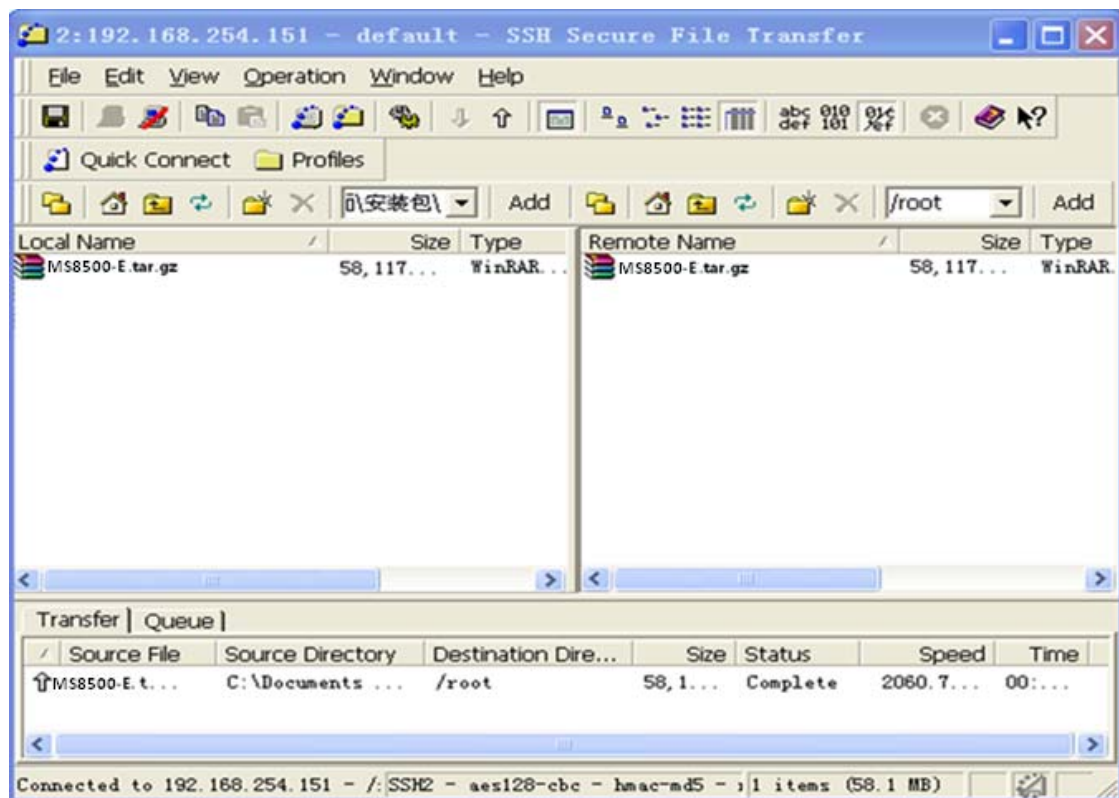 2:192.168.254.151 - default - SSH Secure File Transfer
File Edit View Operation Window Help
abc def 010 101
Quick Connect Profiles
安装包\ Add /root Add
Local Name / Size Type Remote Name / Size Type
MS8500-E.tar.gz 58,117... WinRAR... MS8500-E.tar.gz 58,117... WinRAR.
Transfer Queue
/ Source File Source Directory Destination Dire... Size Status Speed Time
MS8500-E.t... C:\Documents ... /root 58,1... Complete 2060.7... 00:...
Connected to 192.168.254.151 - /: SSH2 - aes128-cbc - hmac-md5 - 1 items (58.1 MB)